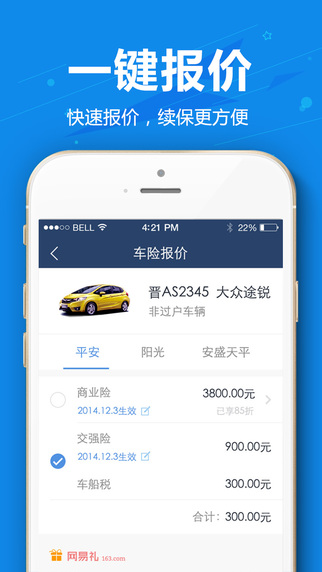 一键报价
快速报价，续保更方便
BELL 4:21 PM 22%
车险报价
晋AS2345 大众途锐
非过户车辆
平安 阳光 安盛天平
商业险 3800.00元
2014.12.3生效 已享85折
交强险 900.00元
2014.12.3生效
车船税 300.00元
合计：300.00元
网易礼 163.com